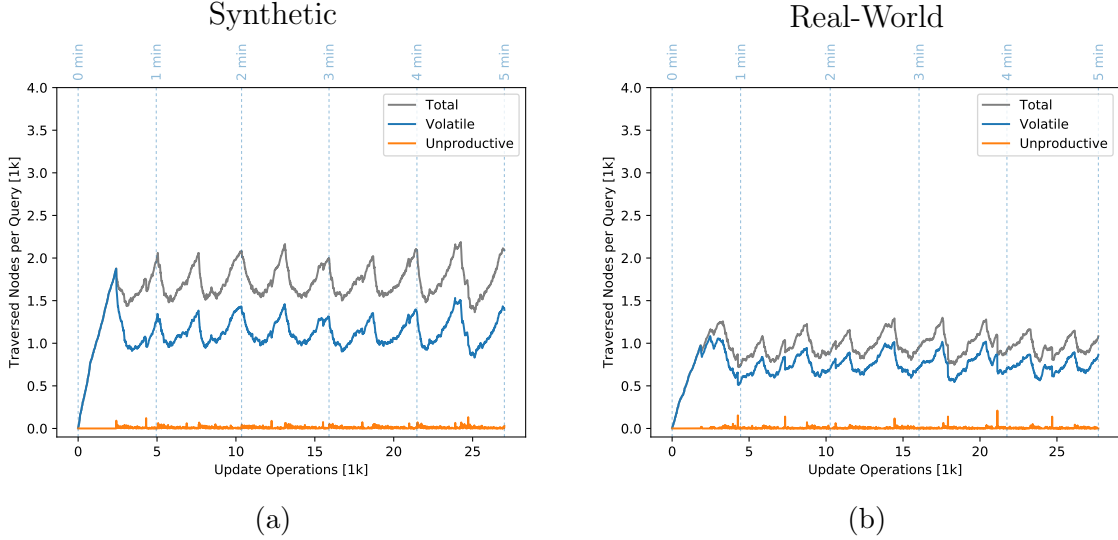 Synthetic
0 min
1 min
2 min
3 min
4 min
5 min
4.0
3.5
3.0
2.5
2.0
1.5
1.0
0.5
0.0
Traversed Nodes per Query [1k]
Total
Volatile
Unproductive
0
5
10
15
20
25
Update Operations [1k]
(a)
Real-World
0 min
1 min
2 min
3 min
4 min
5 min
4.0
3.5
3.0
2.5
2.0
1.5
1.0
0.5
0.0
Traversed Nodes per Query [1k]
Total
Volatile
Unproductive
0
5
10
15
20
25
Update Operations [1k]
(b)